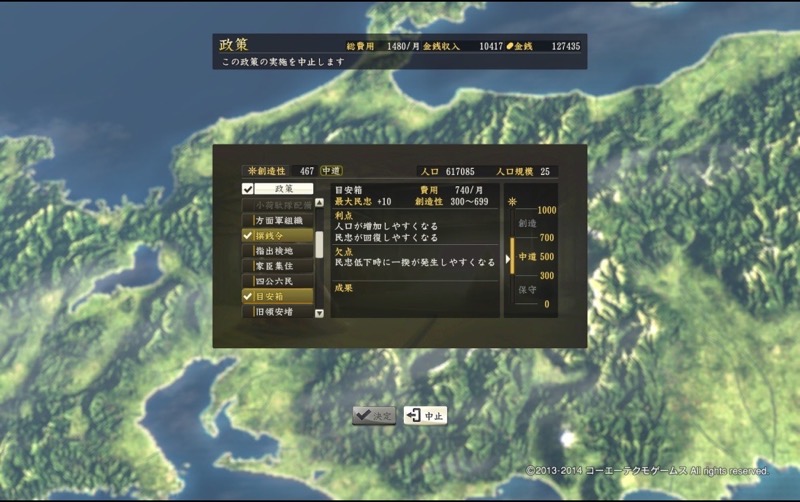 政策 総費用 1480/月 金銭収入 10417 金銭 127435
この政策の実施を中止します
創造性 467 中道 人口 617085 人口規模 25
政策
方面軍組織
撰銭令
指出検地
家臣集住
四公六民
目安箱
旧領安堵
目安箱 費用 740/月
最大民忠 +10 創造性 300～699
利点
人口が増加しやすくなる
民忠が回復しやすくなる
欠点
民忠低下時に一揆が発生しやすくなる
成果
1000
創造
700
中道 500
300
保守
0
決定 中止
©2013-2014 コーエーテクモゲームス All rights reserved.